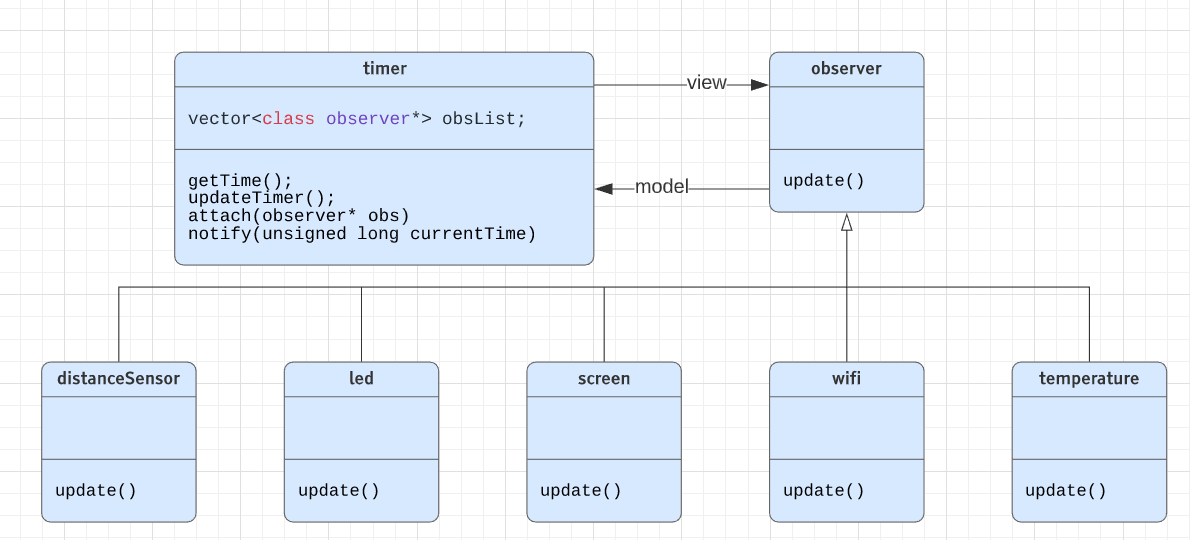 timer
vector<class observer*> obsList;
getTime();
updateTimer();
attach(observer* obs)
notify(unsigned long currentTime)
view
model
observer
update()
distanceSensor
update()
led
update()
screen
update()
wifi
update()
temperature
update()